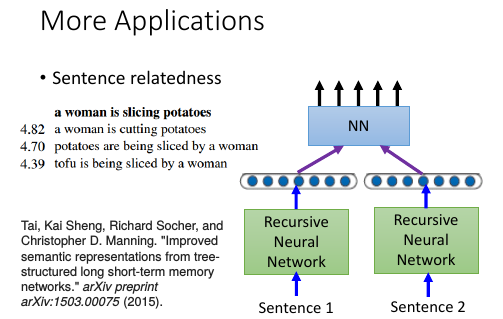 More Applications
• Sentence relatedness
a woman is slicing potatoes
4.82 a woman is cutting potatoes
4.70 potatoes are being sliced by a woman
4.39 tofu is being sliced by a woman
Tai, Kai Sheng, Richard Socher, and
Christopher D. Manning. "Improved
semantic representations from tree-
structured long short-term memory
networks." arXiv preprint
arXiv:1503.00075 (2015).
NN
Recursive
Neural
Network
Recursive
Neural
Network
Sentence 1
Sentence 2